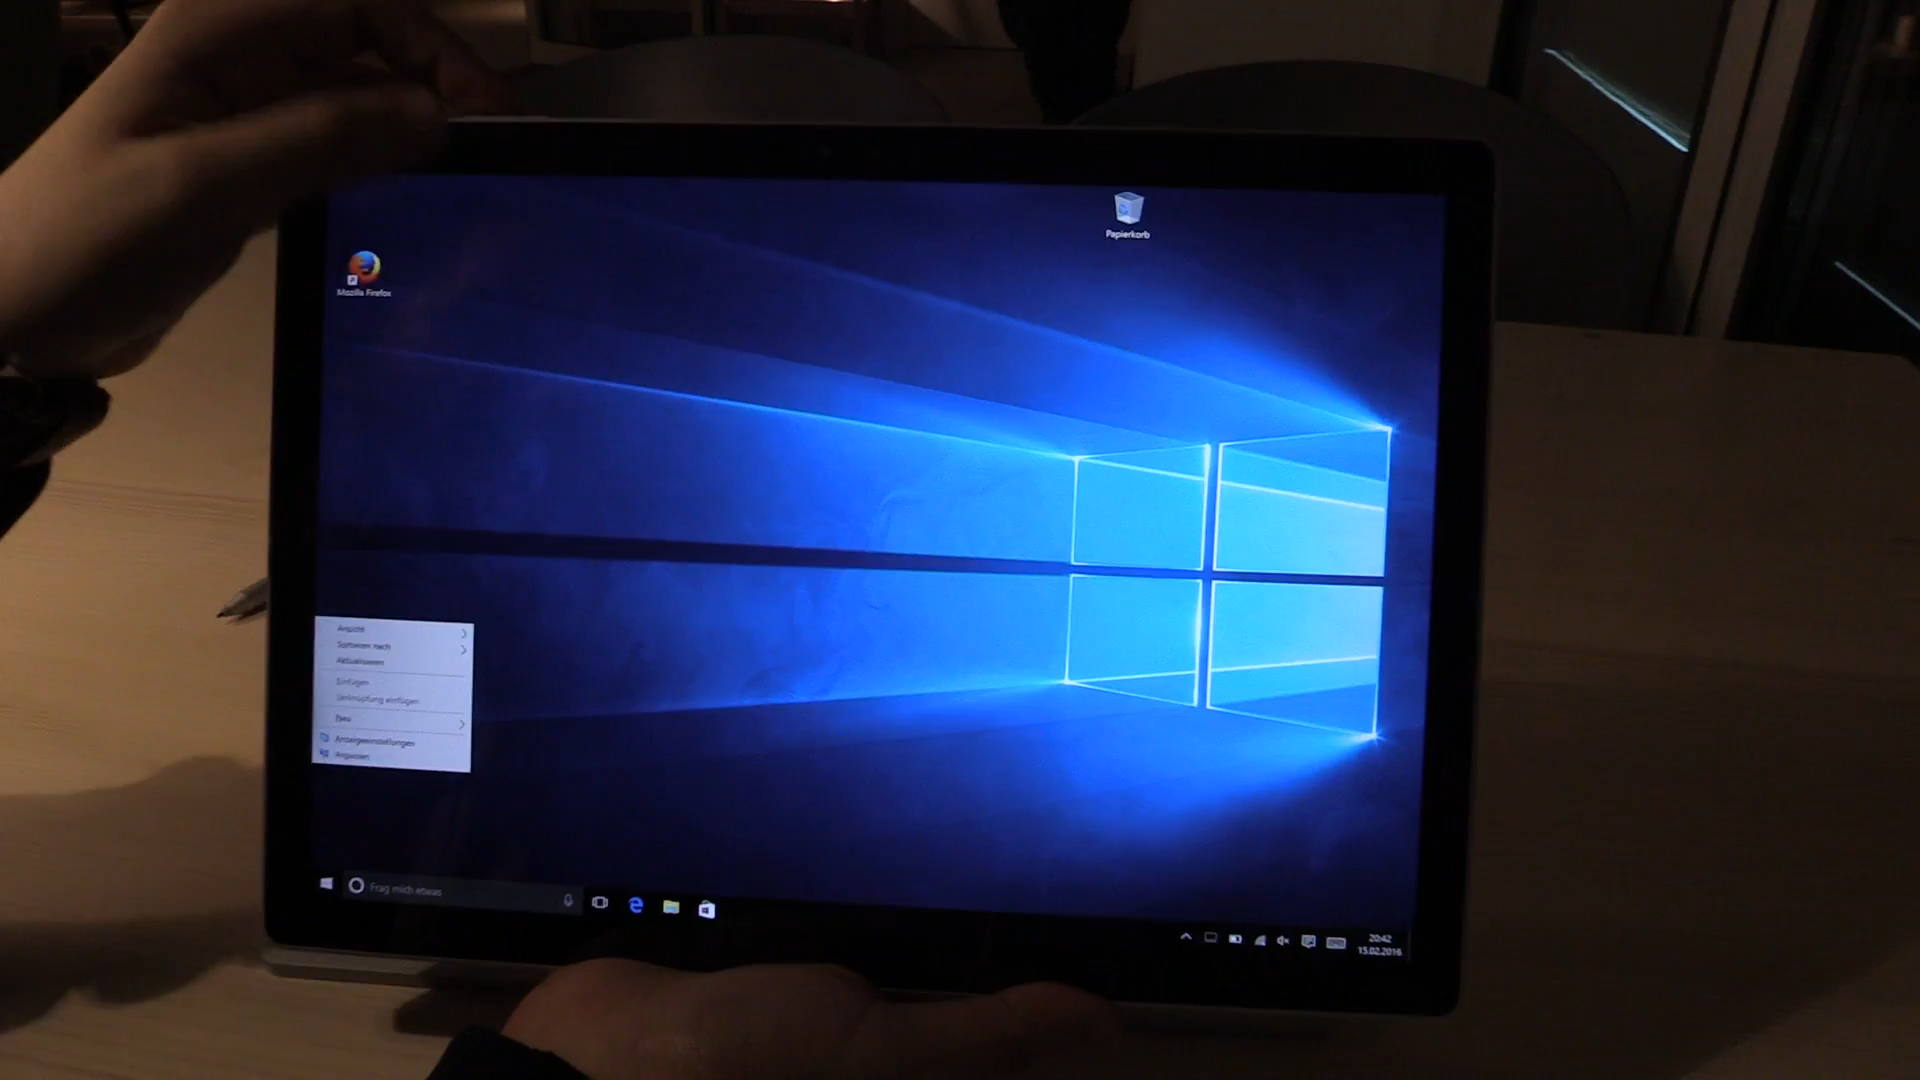 Papierkorb
Mozilla Firefox
Ansicht
Sortieren nach
Aktualisieren
Einfügen
Verknüpfung einfügen
Neu
Anzeigeeinstellungen
Anpassen
Frag mich etwas
20:42
15.02.2016